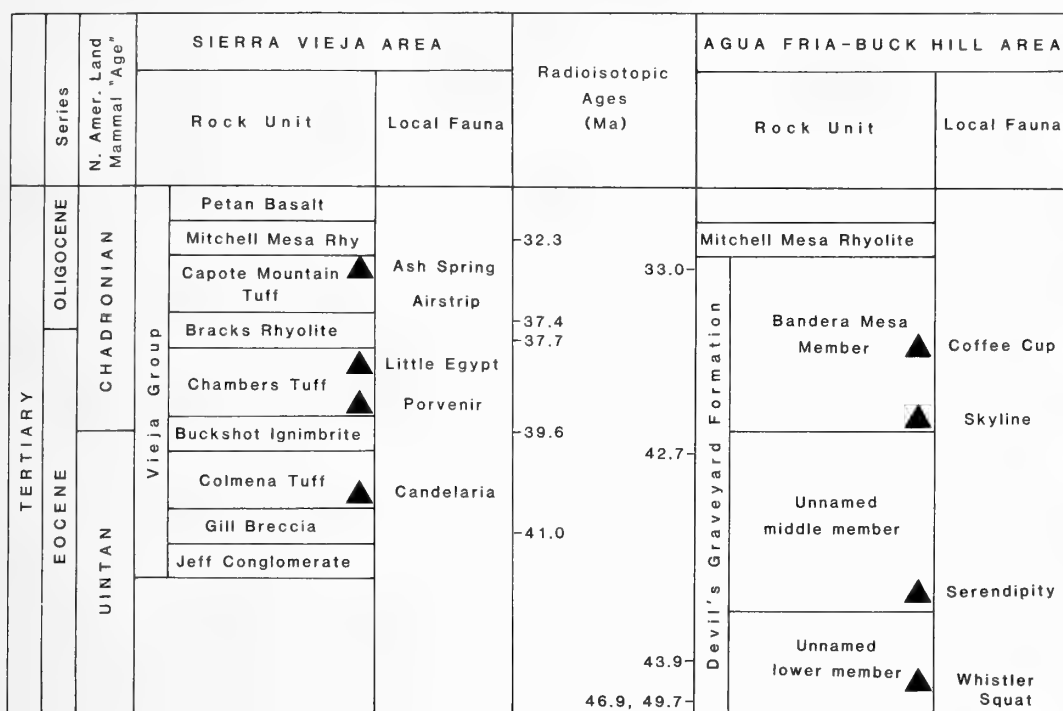 Series
N. Amer. Land
Mammal "Age"
SIERRA VIEJA AREA
Rock Unit
Local Fauna
Radioisotopic
Ages
(Ma)
AGUA FRIA-BUCK HILL AREA
Rock Unit
Local Fauna
TERTIARY
OLIGOCENE
EOCENE
CHADRONIAN
UINTAN
Vieja Group
Petan Basalt
Mitchell Mesa Rhy
Capote Mountain
Tuff
Bracks Rhyolite
Chambers Tuff
Buckshot Ignimbrite
Colmena Tuff
Gill Breccia
Jeff Conglomerate
Ash Spring
Airstrip
Little Egypt
Porvenir
Candelaria
32.3
33.0
37.4
37.7
39.6
42.7
41.0
43.9
46.9, 49.7
Devil's Graveyard Formation
Mitchell Mesa Rhyolite
Bandera Mesa
Member
Unnamed
middle member
Unnamed
lower member
Coffee Cup
Skyline
Serendipity
Whistler
Squat